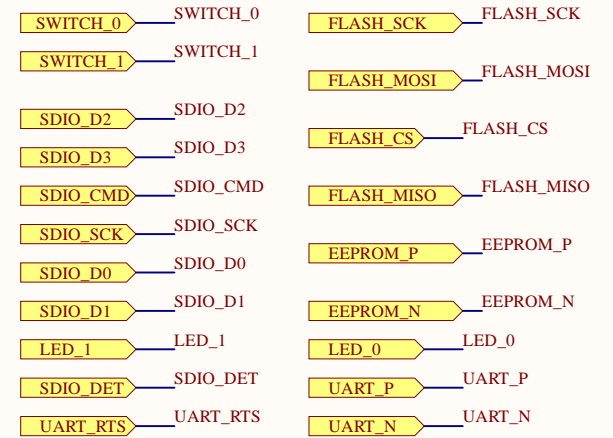 SWITCH_0 SWITCH_0
SWITCH_1 SWITCH_1
SDIO_D2 SDIO_D2
SDIO_D3 SDIO_D3
SDIO_CMD SDIO_CMD
SDIO_SCK SDIO_SCK
SDIO_D0 SDIO_D0
SDIO_D1 SDIO_D1
LED_1 LED_1
SDIO_DET SDIO_DET
UART_RTS UART_RTS
FLASH_SCK FLASH_SCK
FLASH_MOSI FLASH_MOSI
FLASH_CS FLASH_CS
FLASH_MISO FLASH_MISO
EEPROM_P EEPROM_P
EEPROM_N EEPROM_N
LED_0 LED_0
UART_P UART_P
UART_N UART_N